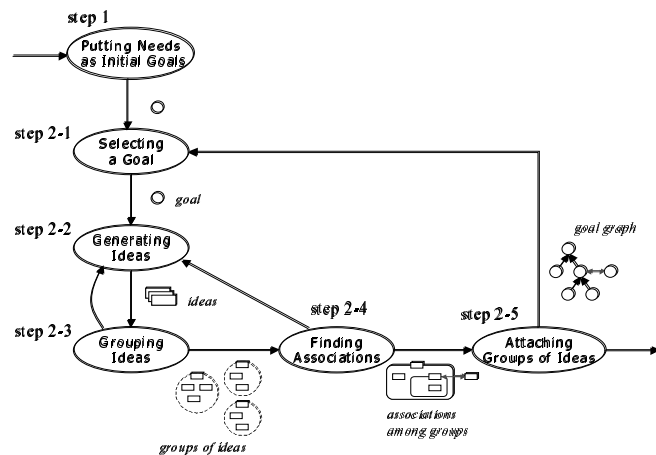 step 1
Putting Needs
as Initial Goals
step 2-1
Selecting
a Goal
goal
step 2-2
Generating
Ideas
ideas
goal graph
step 2-3
Grouping
Ideas
step 2-4
Finding
Associations
step 2-5
Attaching
Groups of Ideas
groups of ideas
associations
among groups